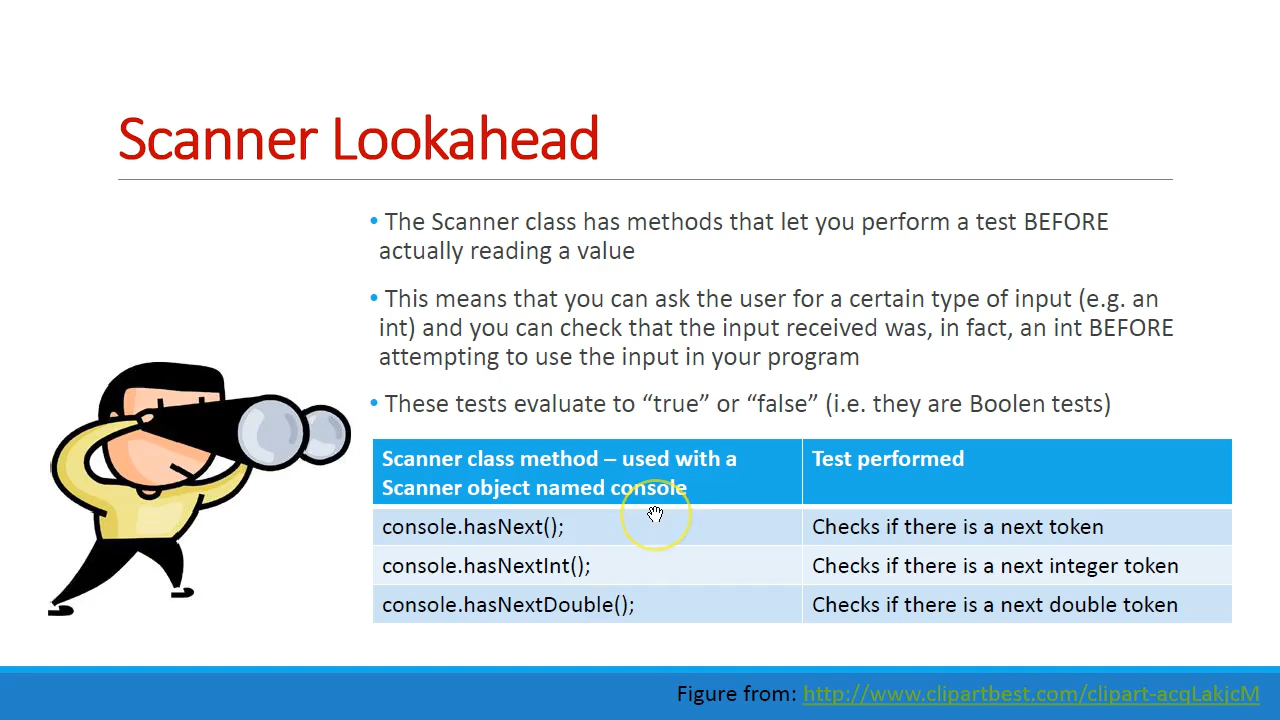 Scanner Lookahead
• The Scanner class has methods that let you perform a test BEFORE
actually reading a value
• This means that you can ask the user for a certain type of input (e.g. an
int) and you can check that the input received was, in fact, an int BEFORE
attempting to use the input in your program
• These tests evaluate to “true” or “false” (i.e. they are Boolen tests)
Scanner class method – used with a
Scanner object named console
Test performed
console.hasNext();
Checks if there is a next token
console.hasNextInt();
Checks if there is a next integer token
console.hasNextDouble();
Checks if there is a next double token
Figure from: http://www.clipartbest.com/clipart-acqLakjcM